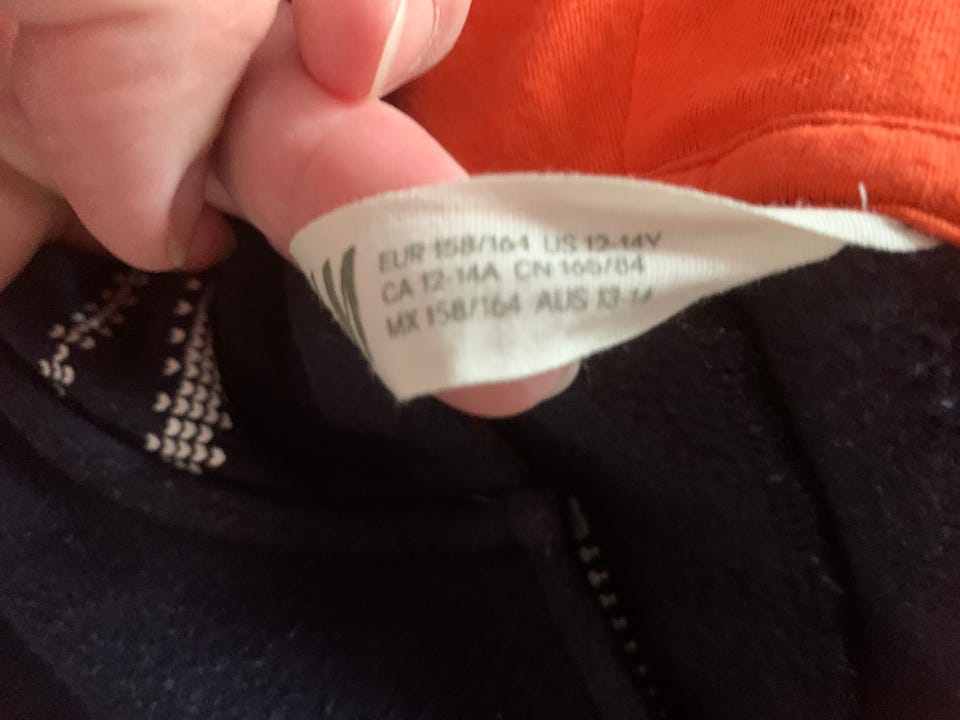 M
EUR 158/164 US 12-14Y
CA 12-14A CN 165/84
MX 158/164 AUS 13-14